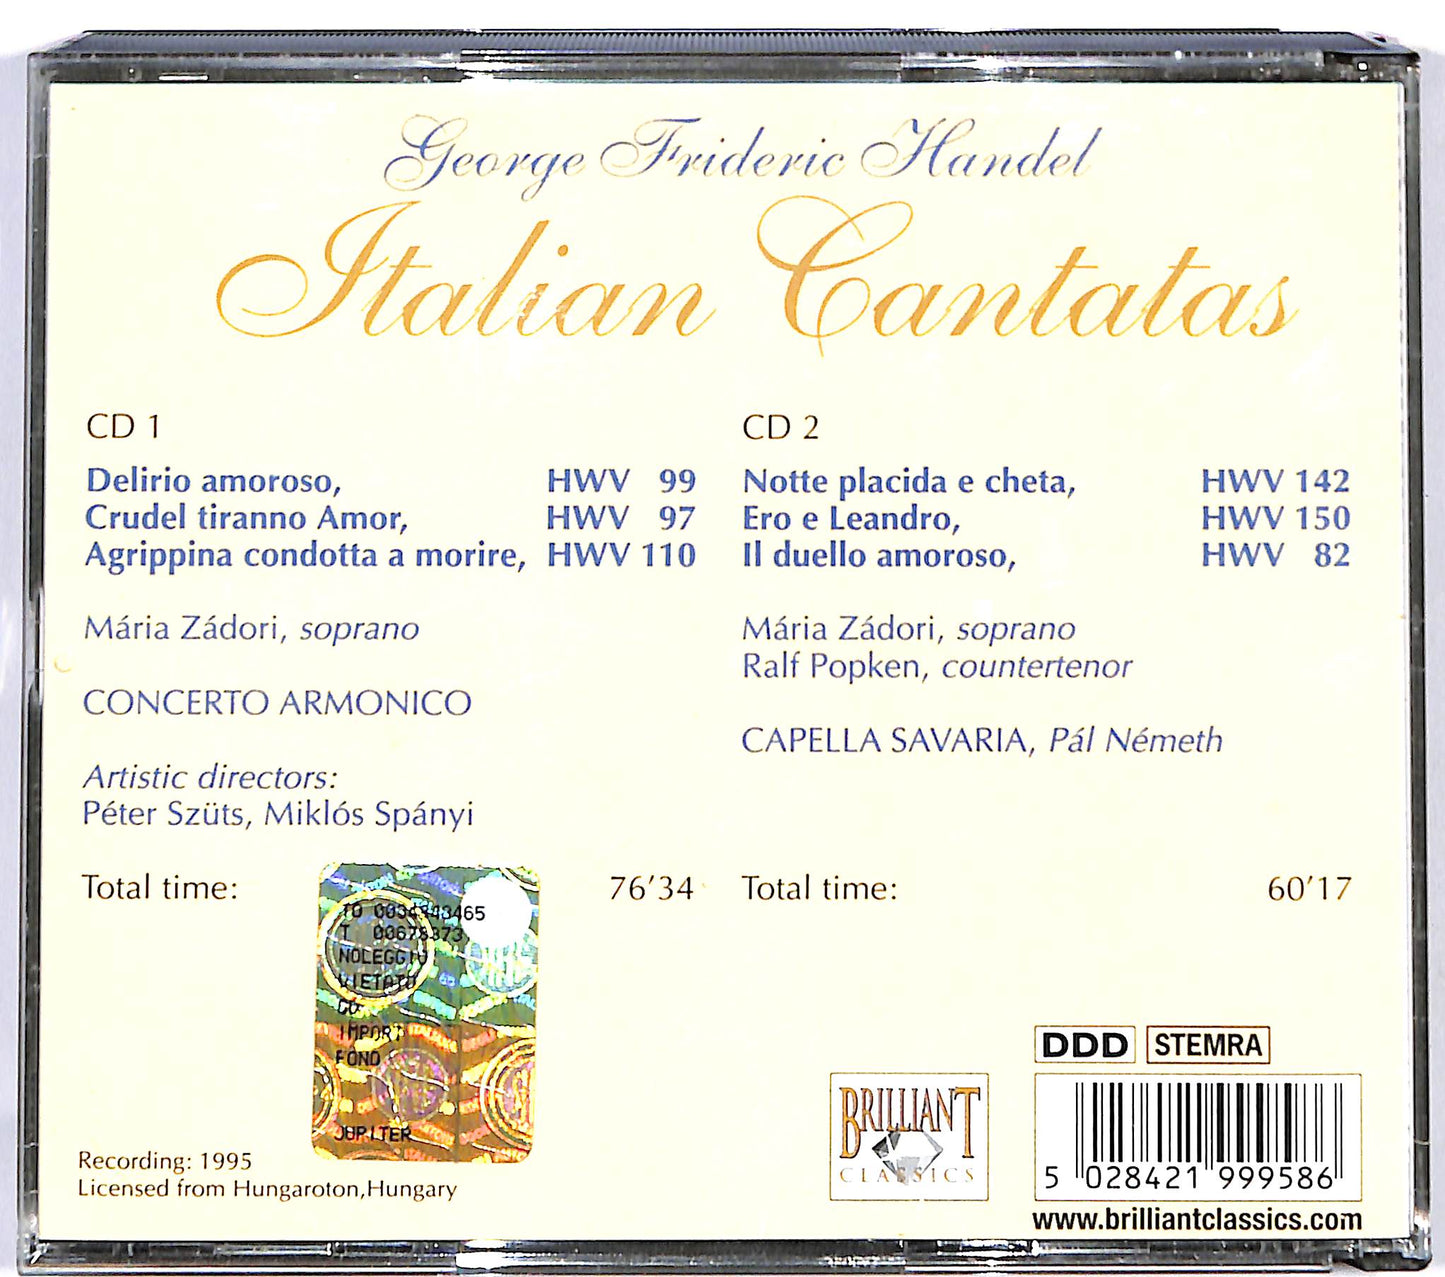 George Frideric Handel
Italian Cantatas
CD 1
Delirio amoroso, HWV 99
Crudel tiranno Amor, HWV 97
Agrippina condotta a morire, HWV 110
Mária Zádori, soprano
CONCERTO ARMONICO
Artistic directors:
Péter Szüts, Miklós Spányi
Total time: 76'34
CD 2
Notte placida e cheta, HWV 142
Ero e Leandro, HWV 150
Il duello amoroso, HWV 82
Mária Zádori, soprano
Ralf Popken, countertenor
CAPELLA SAVARIA, Pál Németh
Total time: 60'17
NOLEGGIO
VIETATO
CD
IMPORT
FONO
JUPITER
Recording: 1995
Licensed from Hungaroton,Hungary
BRILLIANT
CLASSICS
DDD STEMRA
5 028421 999586
www.brilliantclassics.com